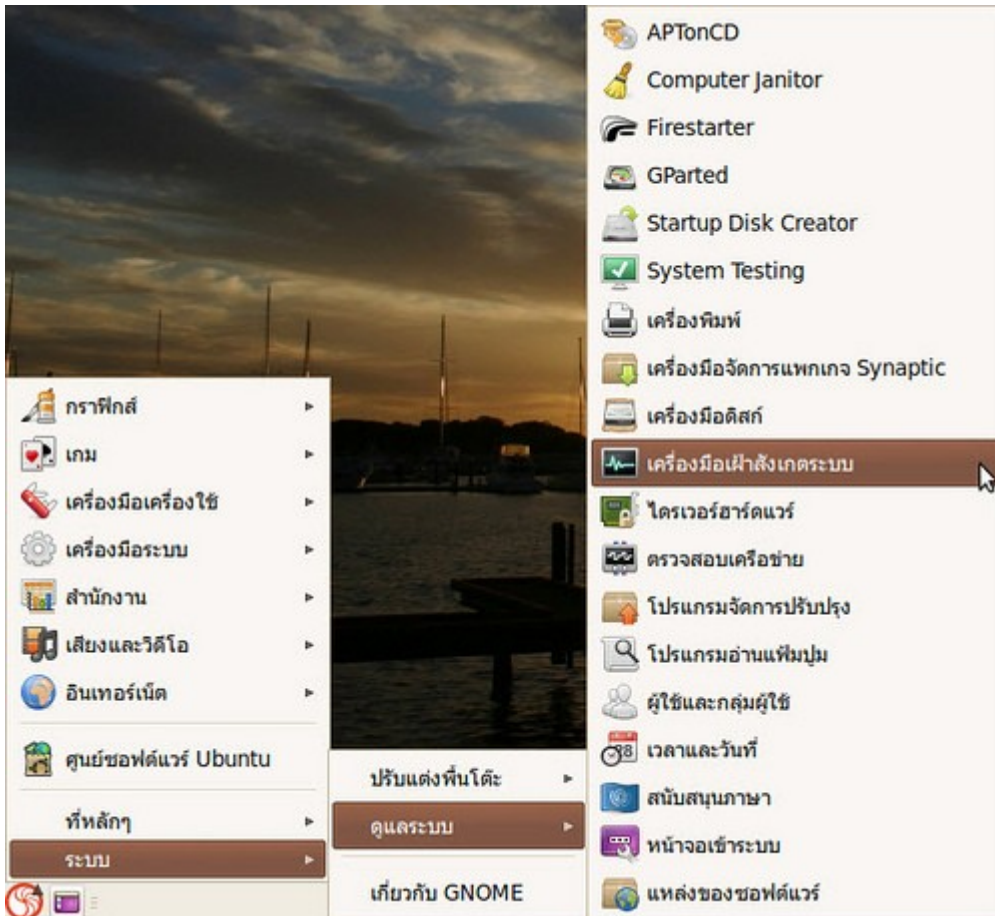 กราฟิกส์
เกม
เครื่องมือเครื่องใช้
เครื่องมือระบบ
สำนักงาน
เสียงและวิดีโอ
อินเทอร์เน็ต
ศูนย์ซอฟต์แวร์ Ubuntu
ที่หลักๆ
ระบบ
ปรับแต่งพื้นโต๊ะ
ดูแลระบบ
เกี่ยวกับ GNOME
APTonCD
Computer Janitor
Firestarter
GParted
Startup Disk Creator
System Testing
เครื่องพิมพ์
เครื่องมือจัดการแพกเกจ Synaptic
เครื่องมือดิสก์
เครื่องมือเฝ้าสังเกตระบบ
ไดรเวอร์ฮาร์ดแวร์
ตรวจสอบเครือข่าย
โปรแกรมจัดการปรับปรุง
โปรแกรมอ่านแฟ้มปูม
ผู้ใช้และกลุ่มผู้ใช้
28
เวลาและวันที่
สนับสนุนภาษา
หน้าจอเข้าระบบ
แหล่งของซอฟต์แวร์